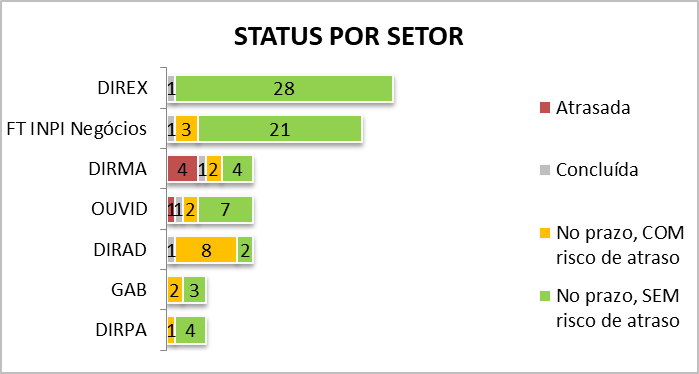 STATUS POR SETOR
DIREX
1 28
FT INPI Negócios
1 3 21
DIRMA
4 1 2 4
OUVID
1 1 2 7
DIRAD
1 8 2
GAB
2 3
DIRPA
1 4
Atrasada
Concluída
No prazo, COM
risco de atraso
No prazo, SEM
risco de atraso